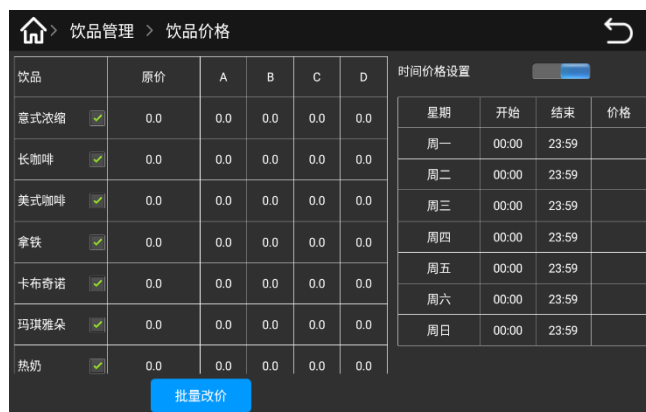 > 饮品管理 > 饮品价格
饮品 原价 A B C D
意式浓缩 0.0 0.0 0.0 0.0 0.0
长咖啡 0.0 0.0 0.0 0.0 0.0
美式咖啡 0.0 0.0 0.0 0.0 0.0
拿铁 0.0 0.0 0.0 0.0 0.0
卡布奇诺 0.0 0.0 0.0 0.0 0.0
玛琪雅朵 0.0 0.0 0.0 0.0 0.0
热奶 0.0 0.0 0.0 0.0 0.0
批量改价
时间价格设置
星期 开始 结束 价格
周一 00:00 23:59
周二 00:00 23:59
周三 00:00 23:59
周四 00:00 23:59
周五 00:00 23:59
周六 00:00 23:59
周日 00:00 23:59